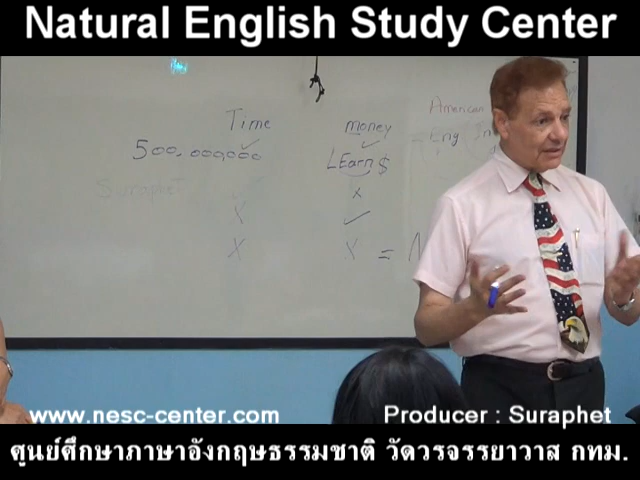 Natural English Study Center
Time money American
500,000,000 LEarn $ Eng
Suraphet
x
X ✓
X X =
www.nesc-center.com Producer : Suraphet
ศูนย์ศึกษาภาษาอังกฤษธรรมชาติ วัดวรจรรยาวาส กทม.